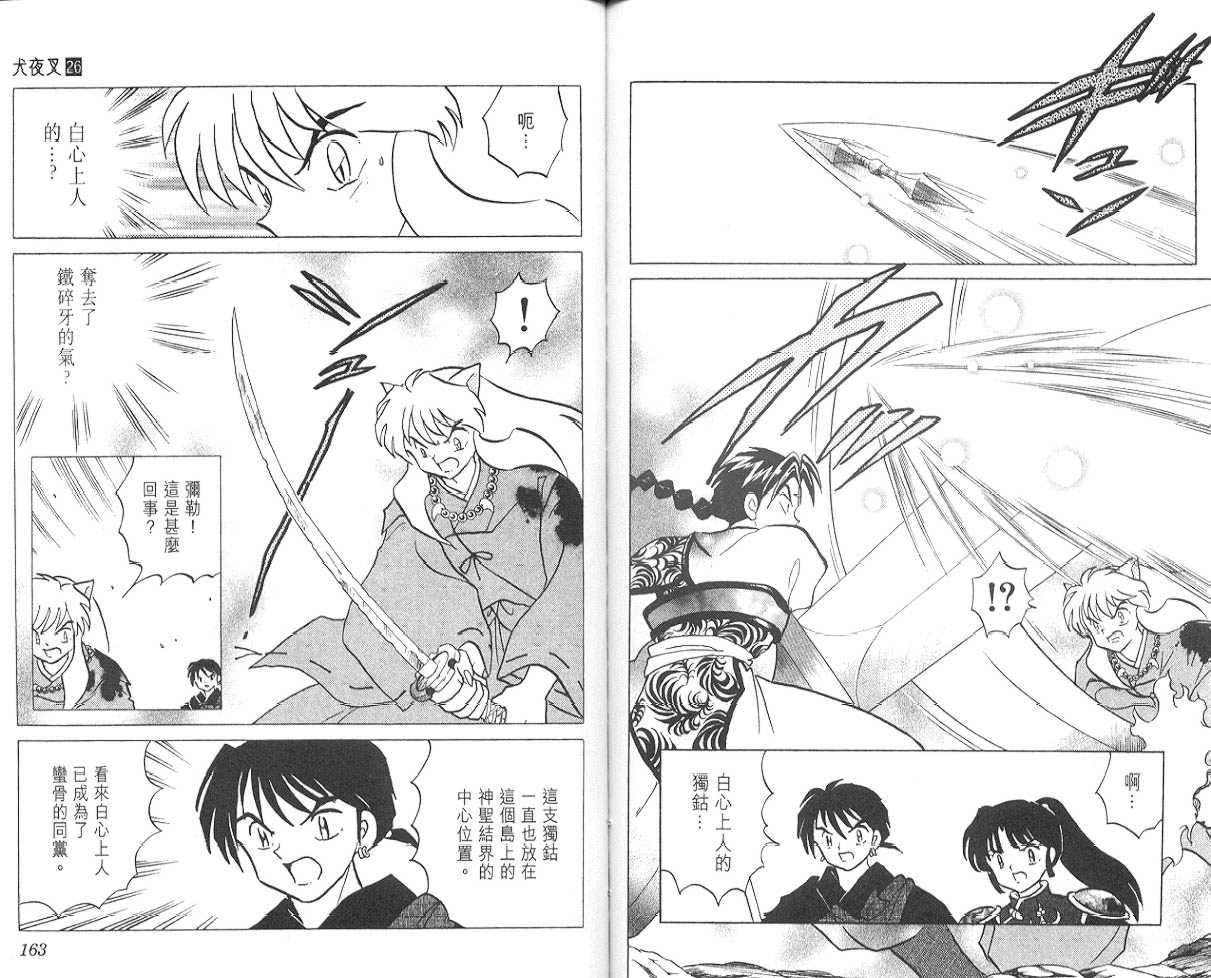 犬夜叉26
啊…
白心上人的
獨鈷…
!?
呃…
白心上人
的…?
!
奪去了
鐵碎牙的氣?
彌勒!
這是甚麼
回事?
這支獨鈷
一直也放在
這個島上的
神聖結界的
中心位置。
看來白心上人
已成為了
蠻骨的同黨。
163